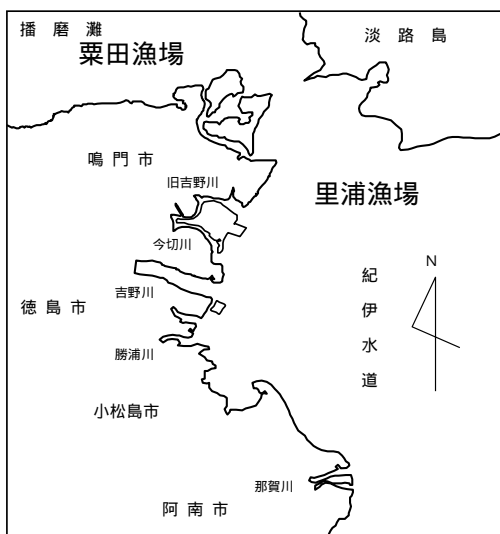 播磨灘
粟田漁場
淡路島
鳴門市
旧吉野川
里浦漁場
今切川
N
紀伊水道
吉野川
徳島市
勝浦川
小松島市
那賀川
阿南市